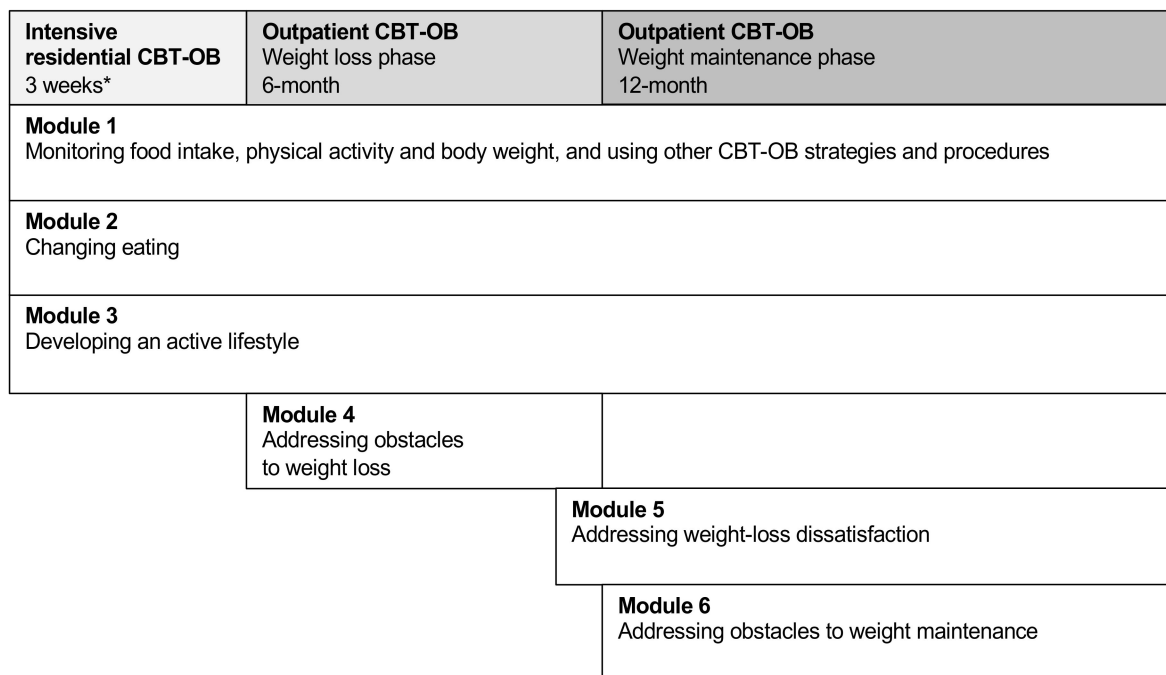 Intensive
residential CBT-OB
3 weeks*
Outpatient CBT-OB
Weight loss phase
6-month
Outpatient CBT-OB
Weight maintenance phase
12-month
Module 1
Monitoring food intake, physical activity and body weight, and using other CBT-OB strategies and procedures
Module 2
Changing eating
Module 3
Developing an active lifestyle
Module 4
Addressing obstacles
to weight loss
Module 5
Addressing weight-loss dissatisfaction
Module 6
Addressing obstacles to weight maintenance